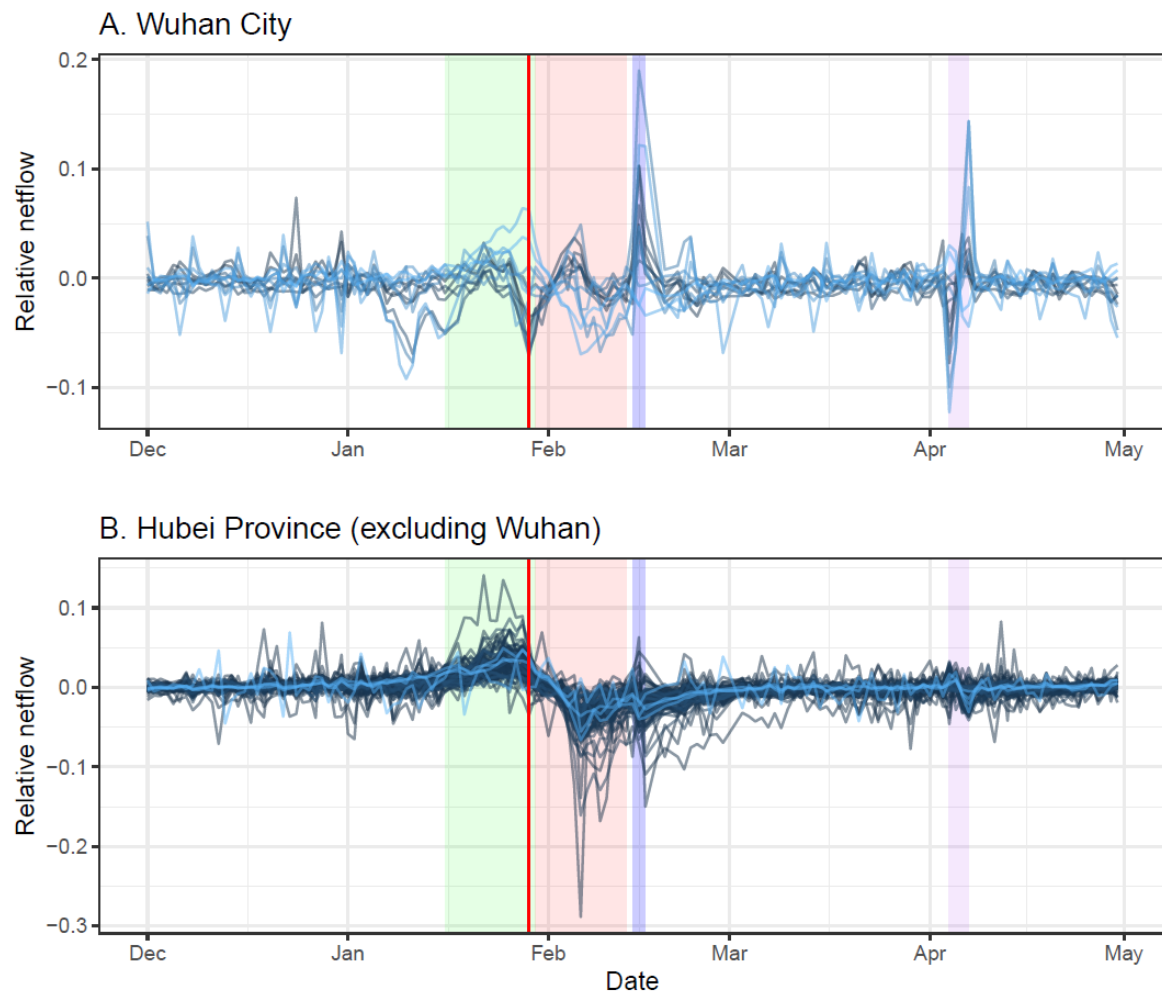 A. Wuhan City
Relative netflow
0.2
0.1
0.0
−0.1
Dec Jan Feb Mar Apr May
B. Hubei Province (excluding Wuhan)
Relative netflow
0.1
0.0
−0.1
−0.2
−0.3
Dec Jan Feb Mar Apr May
Date